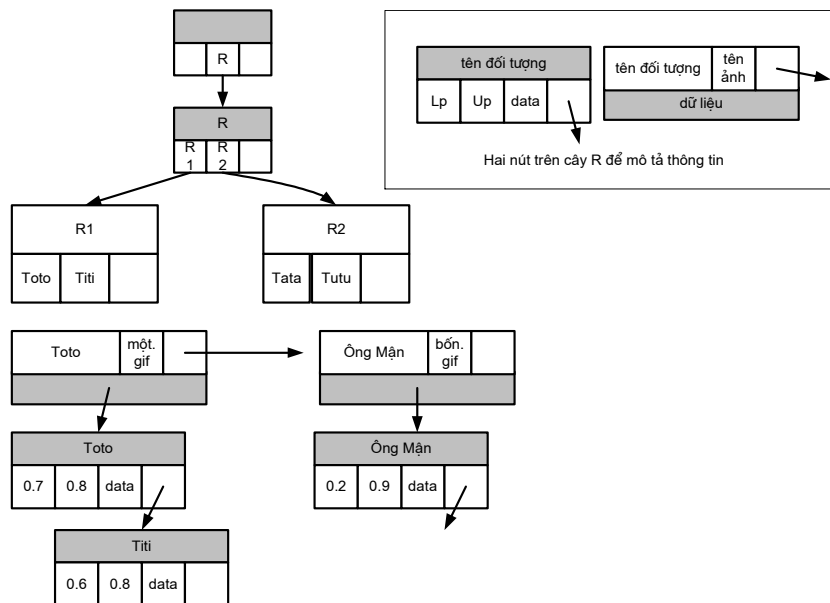 R
tên đối tượng
Lp Up data
tên đối tượng
tên
ảnh
dữ liệu
Hai nút trên cây R để mô tả thông tin
R
R R
1 2
R1
Toto Titi
R2
Tata Tutu
Toto
một.
gif
Ông Mận
bốn.
gif
Toto
0.7 0.8 data
Ông Mận
0.2 0.9 data
Titi
0.6 0.8 data